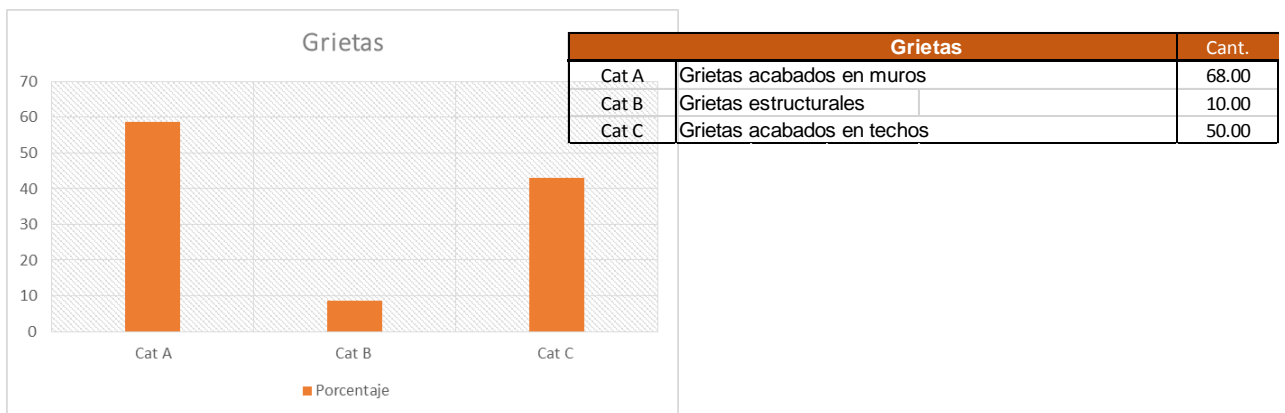 Grietas
70
60
50
40
30
20
10
0
Cat A Cat B Cat C
Porcentaje
Grietas Cant.
Cat A Grietas acabados en muros 68.00
Cat B Grietas estructurales 10.00
Cat C Grietas acabados en techos 50.00